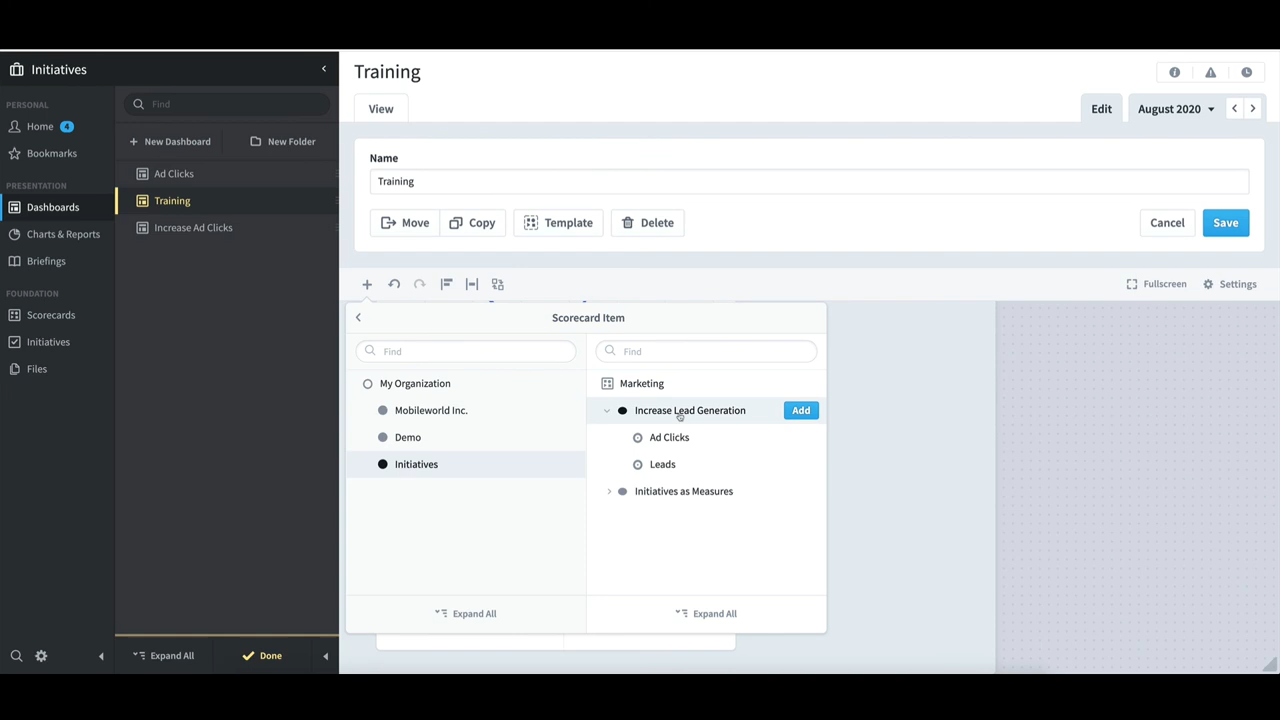 Initiatives
PERSONAL
Home 4
Bookmarks
PRESENTATION
Dashboards
Charts & Reports
Briefings
FOUNDATION
Scorecards
Initiatives
Files
Find
New Dashboard
New Folder
Ad Clicks
Training
Increase Ad Clicks
Expand All
Done
Training
View
Edit
August 2020
Name
Training
Move
Copy
Template
Delete
Cancel
Save
Fullscreen
Settings
Scorecard Item
Find
My Organization
Mobileworld Inc.
Demo
Initiatives
Expand All
Find
Marketing
Increase Lead Generation
Add
Ad Clicks
Leads
Initiatives as Measures
Expand All